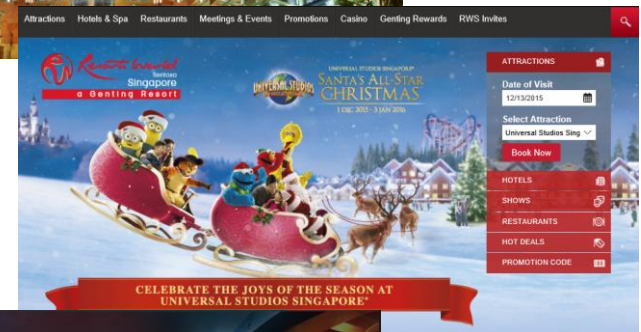 Attractions Hotels & Spa Restaurants Meetings & Events Promotions Casino Genting Rewards RWS Invites
Resorts World
Sentosa
Singapore
a Genting Resort
UNIVERSAL STUDIOS
UNIVERSAL STUDIOS SINGAPORE®
SANTA'S ALL-STAR
CHRISTMAS
1 DEC 2015 - 3 JAN 2016
ATTRACTIONS
Date of Visit
12/13/2015
Select Attraction
Universal Studios Sing
Book Now
HOTELS
SHOWS
RESTAURANTS
HOT DEALS
PROMOTION CODE
CELEBRATE THE JOYS OF THE SEASON AT
UNIVERSAL STUDIOS SINGAPORE®